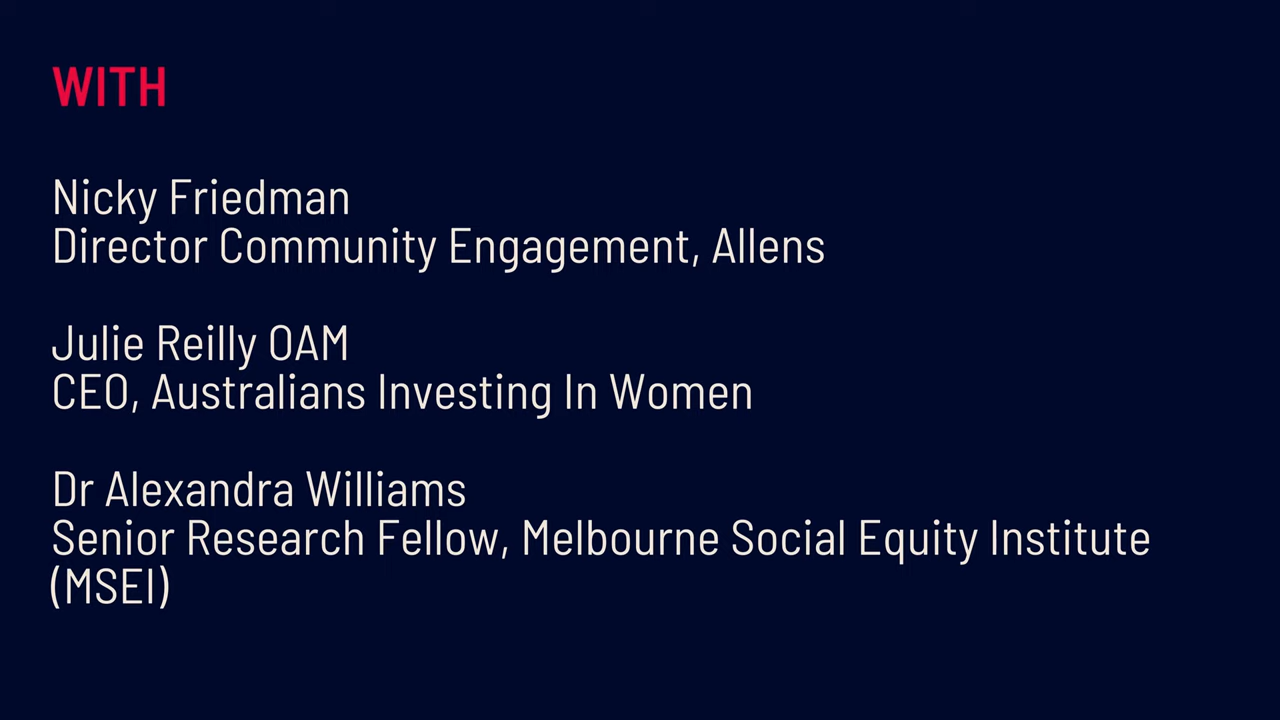 WITH
Nicky Friedman
Director Community Engagement, Allens
Julie Reilly OAM
CEO, Australians Investing In Women
Dr Alexandra Williams
Senior Research Fellow, Melbourne Social Equity Institute
(MSEI)